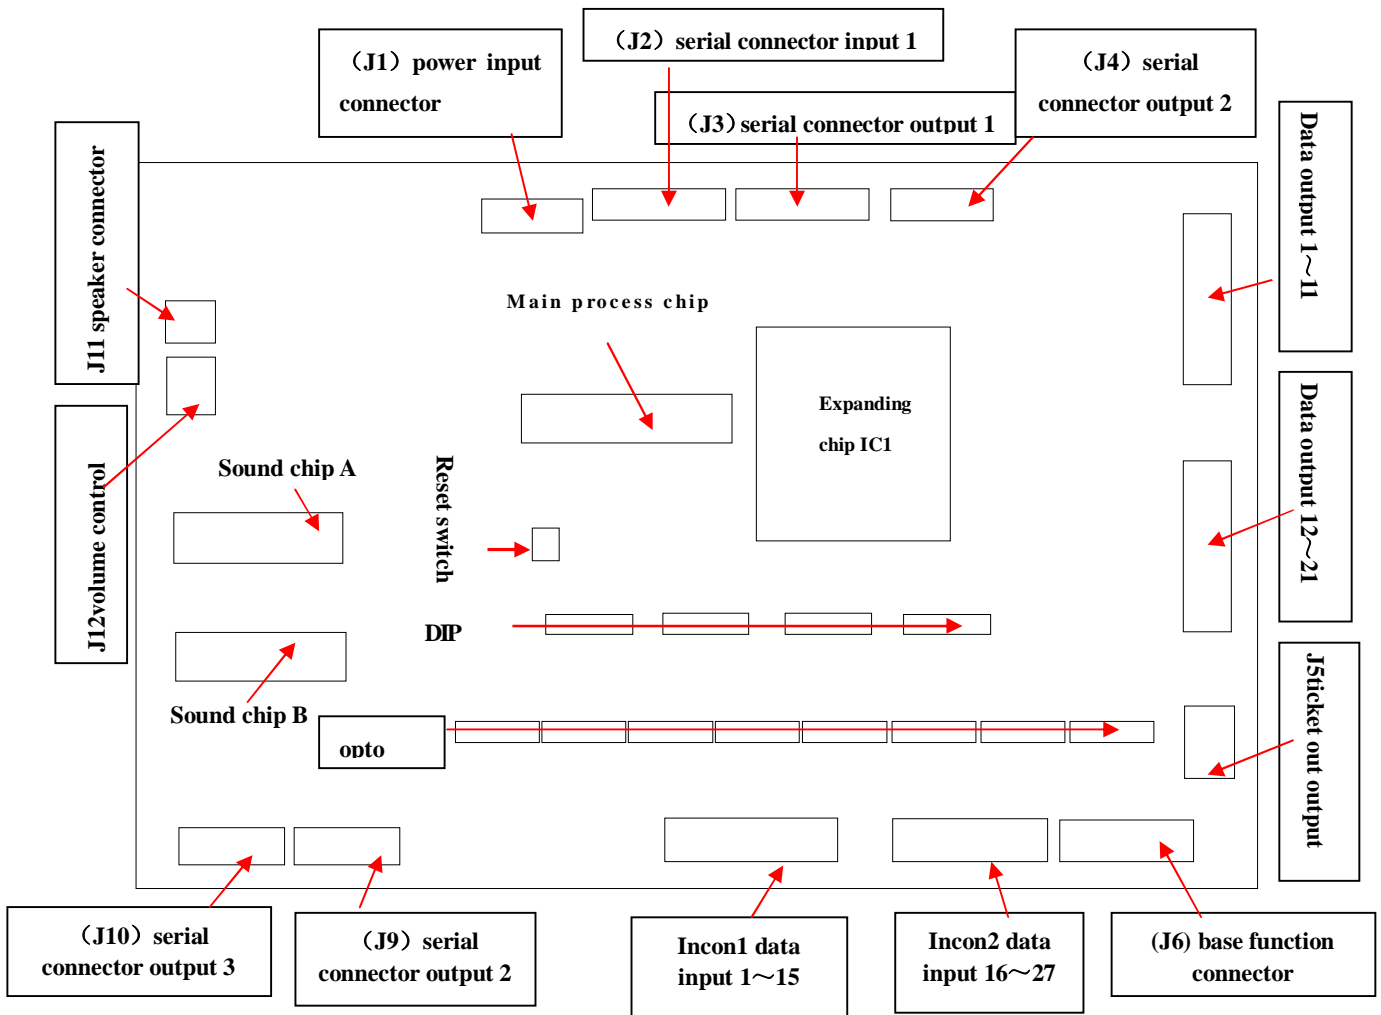 （J2）serial connector input 1
（J1）power input
connector
（J4）serial
connector output 2
（J3）serial connector output 1
J11 speaker connector
Data output 1～11
Main process chip
Expanding
chip IC1
Data output 12～21
J12volume control
Sound chip A
Reset switch
DIP
Sound chip B
opto
J5ticket out output
（J10）serial
connector output 3
（J9）serial
connector output 2
Incon1 data
input 1～15
Incon2 data
input 16～27
(J6) base function
connector